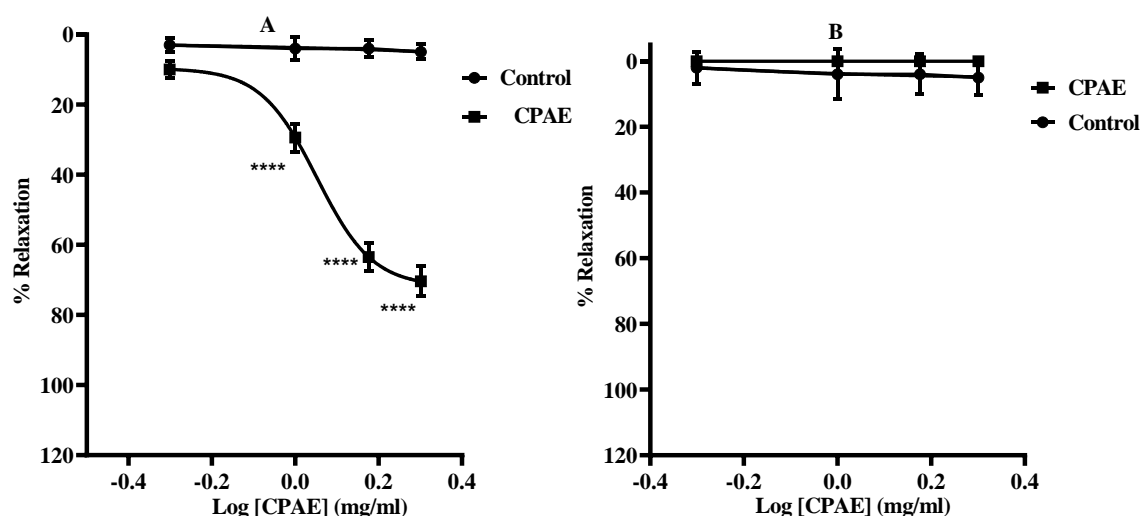 A
0
20
40
60
80
100
120
% Relaxation
-0.4
-0.2
0.0
0.2
0.4
Log [CPAE] (mg/ml)
Control
CPAE
****
****
****
B
0
20
40
60
80
100
120
% Relaxation
-0.4
-0.2
0.0
0.2
0.4
Log [CPAE] (mg/ml)
CPAE
Control